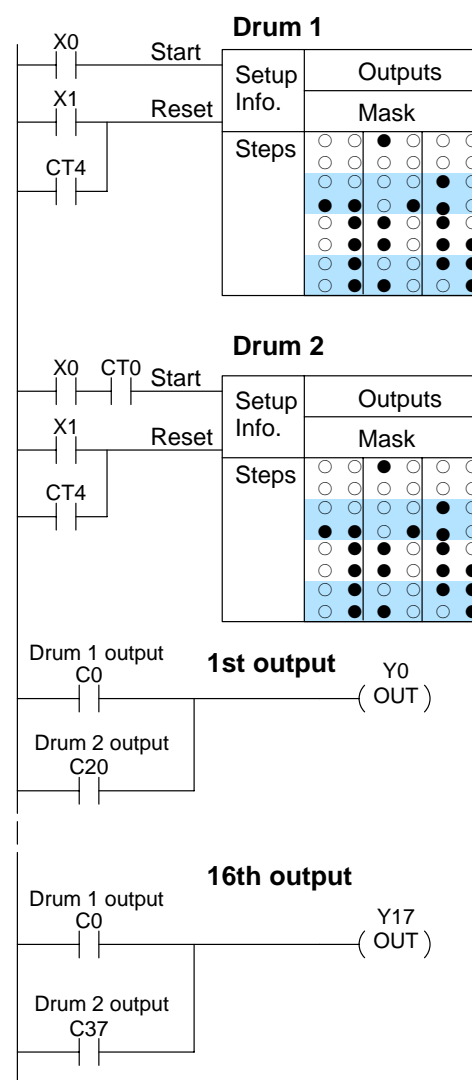 Drum 1
X0
Start
Setup Info.
Outputs
X1
Reset
Mask
CT4
Steps
Drum 2
X0 CT0
Start
Setup Info.
Outputs
X1
Reset
Mask
CT4
Steps
Drum 1 output
C0
1st output
Y0
OUT
Drum 2 output
C20
16th output
Drum 1 output
C0
Y17
OUT
Drum 2 output
C37